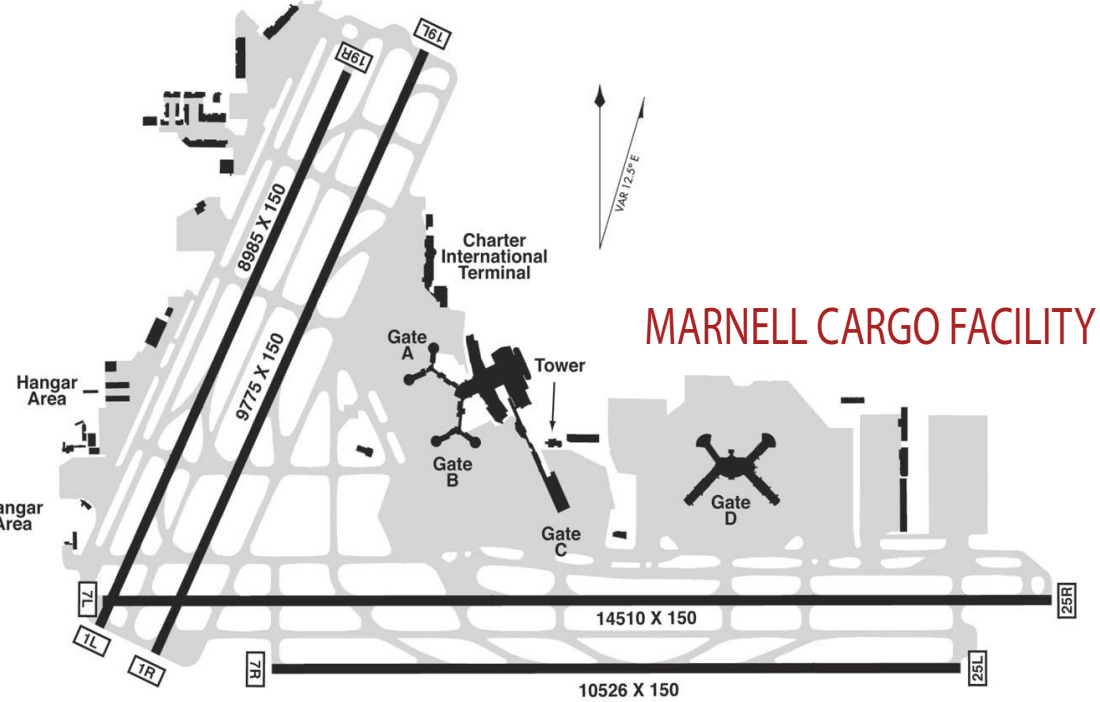 19L
19R
8985 X 150
9775 X 150
VAR 12.5° E
Charter
International
Terminal
MARNELL CARGO FACILITY
Gate
A
Tower
Hangar
Area
Gate
B
Gate
C
Gate
D
angar
Area
7L
1L
1R
14510 X 150
25R
7R
10526 X 150
25L